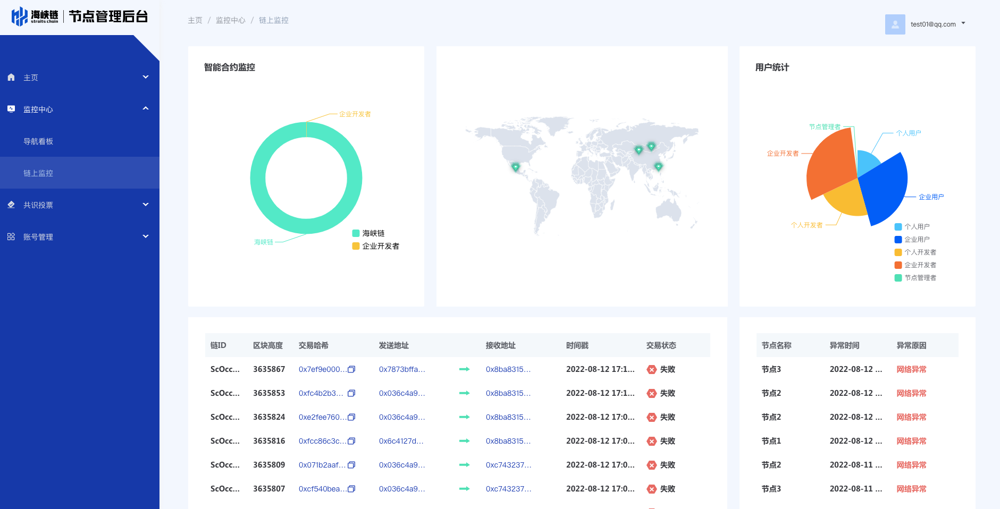 海峡链 节点管理后台
straits chain
主页 / 监控中心 / 链上监控
test01@qq.com
主页
监控中心
导航看板
链上监控
共识投票
账号管理
智能合约监控
企业开发者
海峡链
海峡链
企业开发者
用户统计
节点管理者
个人用户
企业开发者
企业用户
个人开发者
个人用户
企业用户
个人开发者
企业开发者
节点管理者
链ID 区块高度 交易哈希 发送地址 接收地址 时间戳 交易状态
ScOcc... 3635867 0x7ef9e000... 0x7873bffa... 0x8ba8315... 2022-08-12 17:1... 失败
ScOcc... 3635853 0xfc4b2b3... 0x036c4a9... 0x8ba8315... 2022-08-12 17:1... 失败
ScOcc... 3635824 0xe2fee760... 0x036c4a9... 0x8ba8315... 2022-08-12 17:0... 失败
ScOcc... 3635816 0xfcc86c3c... 0x6c4127d... 0x8ba8315... 2022-08-12 17:0... 失败
ScOcc... 3635809 0x071b2aaf... 0x036c4a9... 0xc743237... 2022-08-12 17:0... 失败
ScOcc... 3635807 0xcf540bea... 0x036c4a9... 0xc743237... 2022-08-12 17:0... 失败
节点名称 异常时间 异常原因
节点3 2022-08-12 ... 网络异常
节点2 2022-08-12 ... 网络异常
节点2 2022-08-12 ... 网络异常
节点1 2022-08-12 ... 网络异常
节点2 2022-08-11 ... 网络异常
节点3 2022-08-11 ... 网络异常